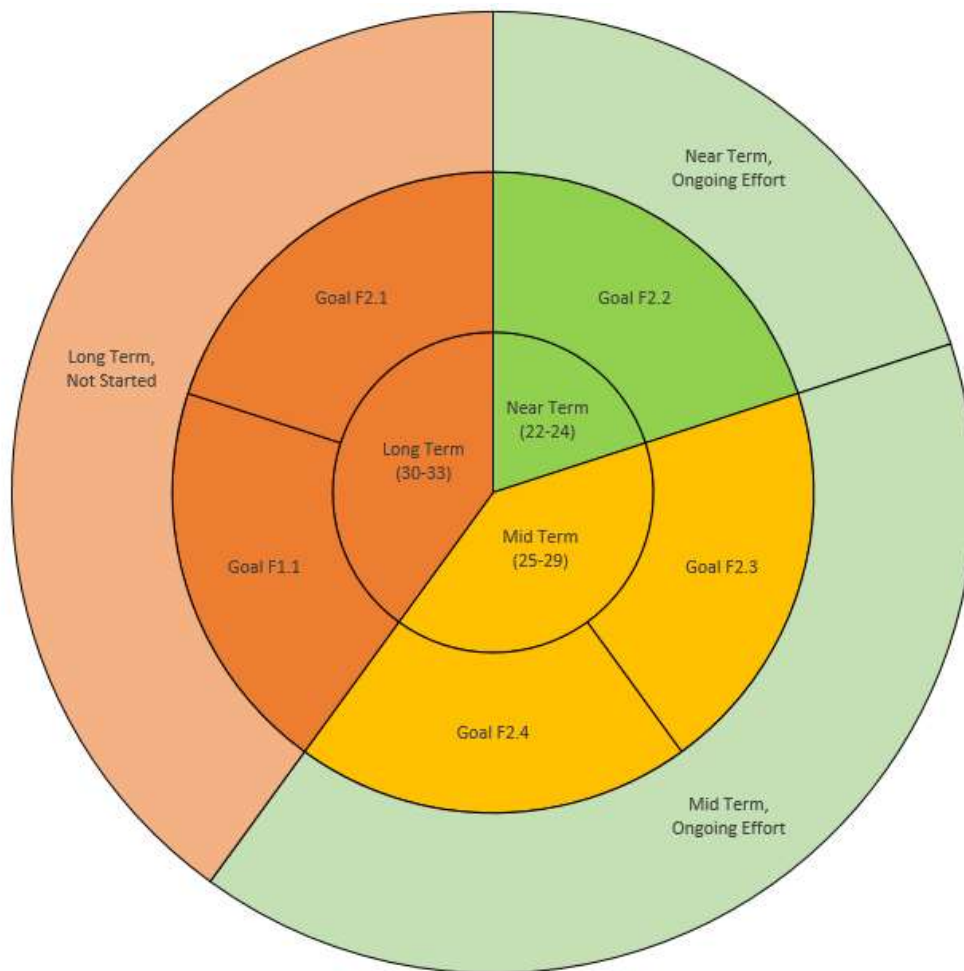 Near Term,
Ongoing Effort
Goal F2.1
Goal F2.2
Long Term,
Not Started
Near Term
(22-24)
Long Term
(30-33)
Mid Term
(25-29)
Goal F1.1
Goal F2.3
Goal F2.4
Mid Term,
Ongoing Effort